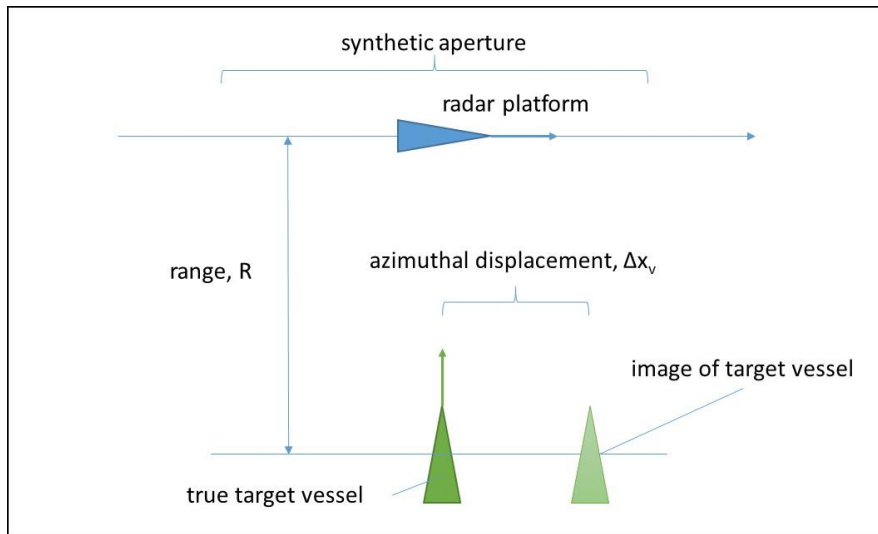 synthetic aperture
radar platform
azimuthal displacement, Δxᵥ
range, R
image of target vessel
true target vessel